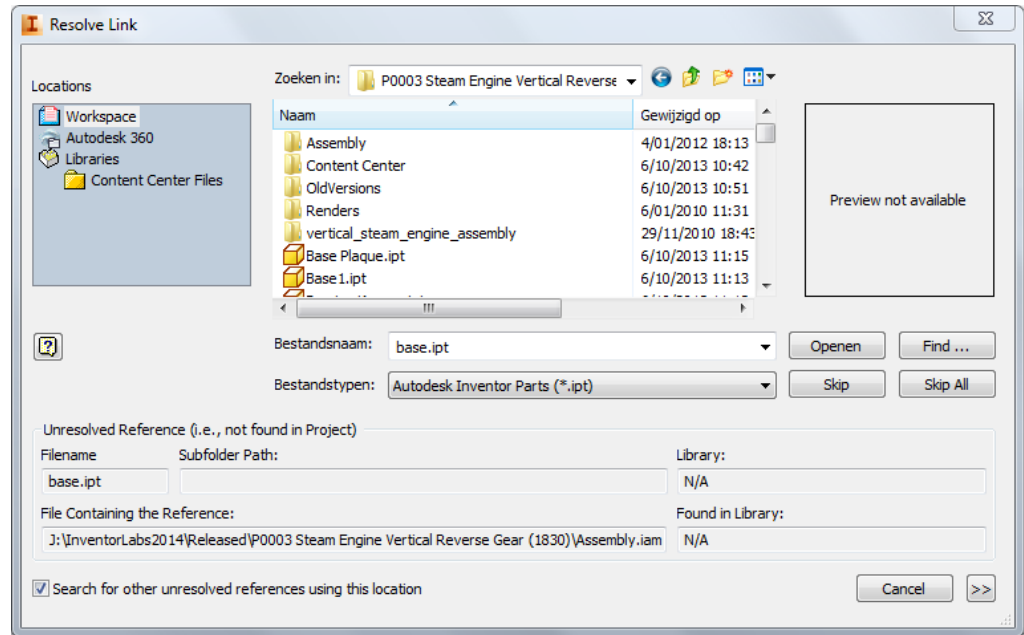 Resolve Link
Locations
Workspace
Autodesk 360
Libraries
Content Center Files
Zoeken in: P0003 Steam Engine Vertical Reverse
Naam Gewijzigd op
Assembly 4/01/2012 18:13
Content Center 6/10/2013 10:42
OldVersions 6/10/2013 10:51
Renders 6/01/2010 11:31
vertical_steam_engine_assembly 29/11/2010 18:43
Base Plaque.ipt 6/10/2013 11:15
Base1.ipt 6/10/2013 11:13
Preview not available
Bestandsnaam: base.ipt Openen Find ...
Bestandstypen: Autodesk Inventor Parts (*.ipt) Skip Skip All
Unresolved Reference (i.e., not found in Project)
Filename Subfolder Path: Library:
base.ipt N/A
File Containing the Reference: Found in Library:
J:\InventorLabs2014\Released\P0003 Steam Engine Vertical Reverse Gear (1830)\Assembly.iam N/A
Search for other unresolved references using this location Cancel >>